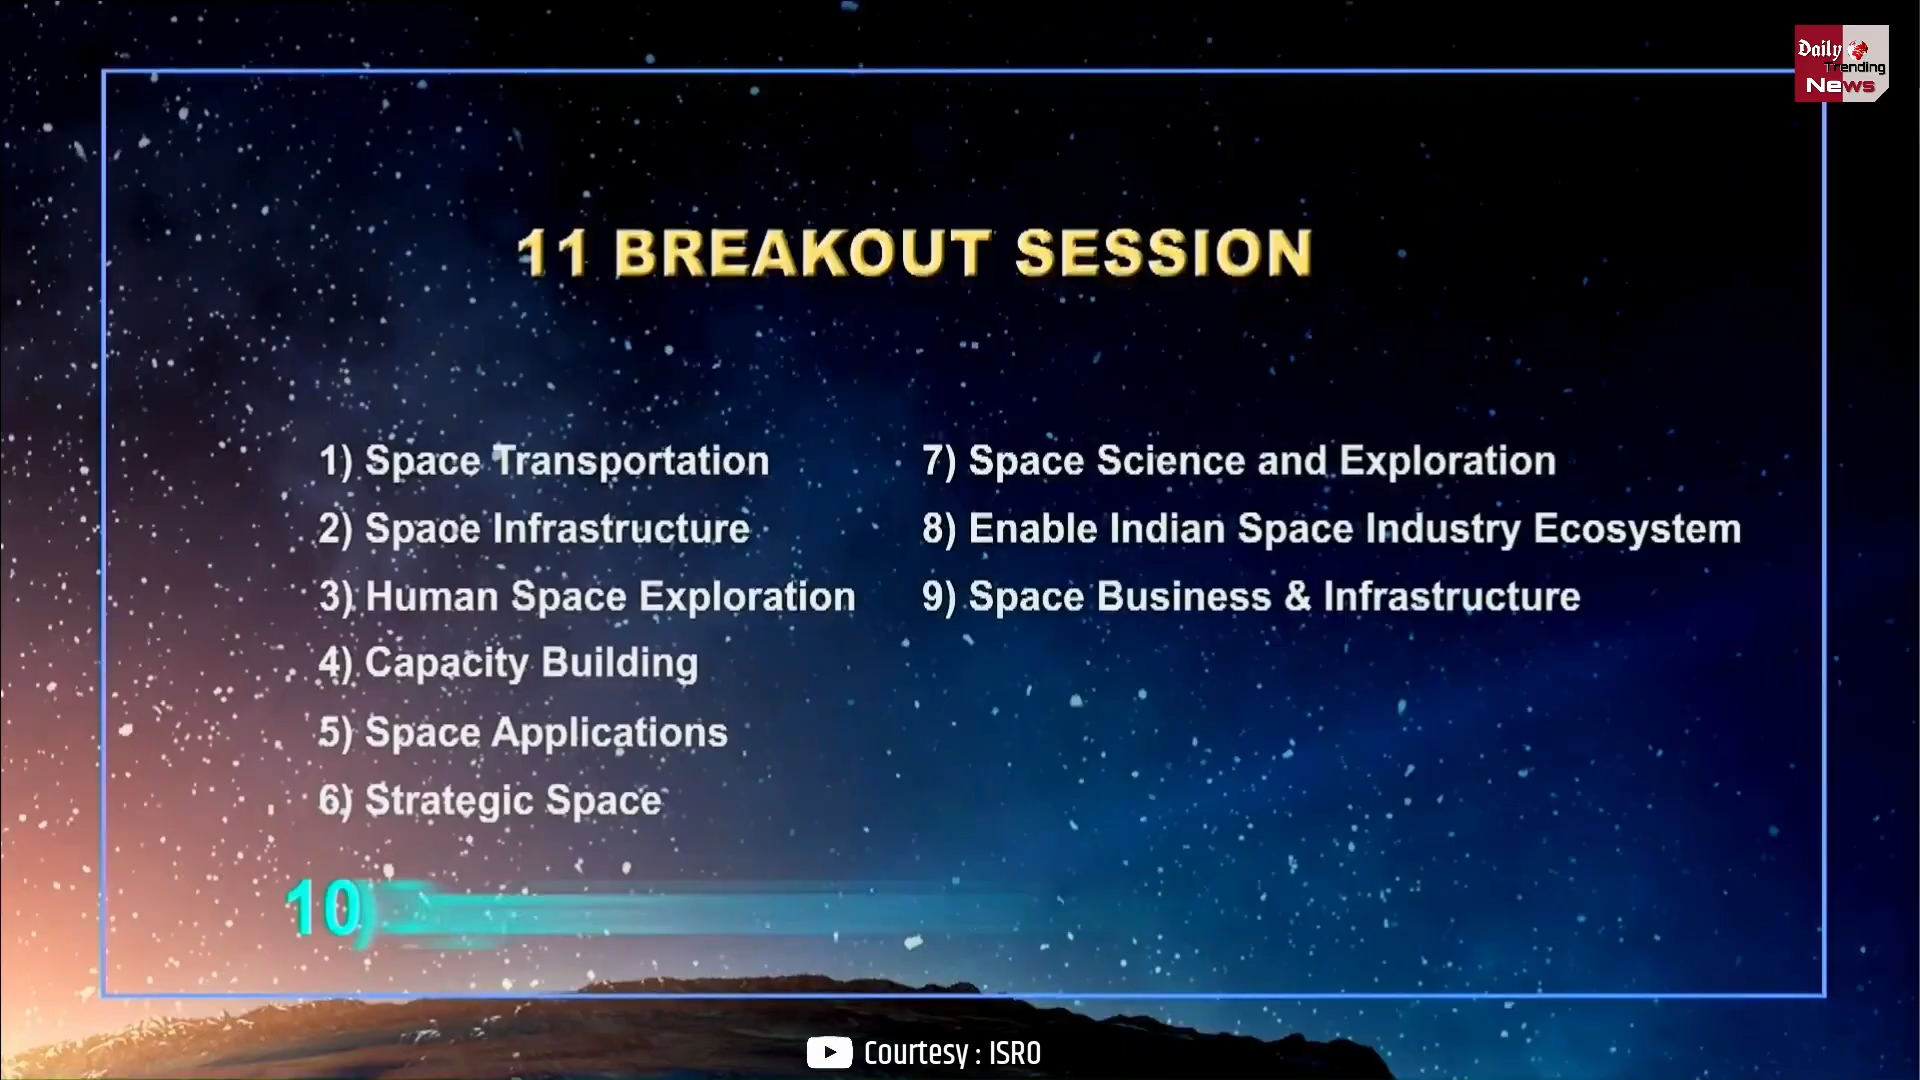 Daily
Trending
News
11 BREAKOUT SESSION
1) Space Transportation
2) Space Infrastructure
3) Human Space Exploration
4) Capacity Building
5) Space Applications
6) Strategic Space
7) Space Science and Exploration
8) Enable Indian Space Industry Ecosystem
9) Space Business & Infrastructure
10)
Courtesy : ISRO